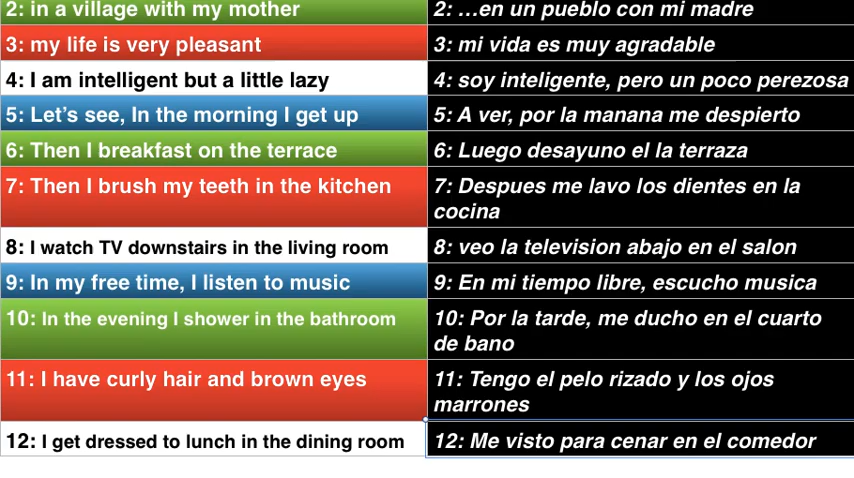 2: in a village with my mother
2: …en un pueblo con mi madre
3: my life is very pleasant
3: mi vida es muy agradable
4: I am intelligent but a little lazy
4: soy inteligente, pero un poco perezosa
5: Let’s see, In the morning I get up
5: A ver, por la manana me despierto
6: Then I breakfast on the terrace
6: Luego desayuno el la terraza
7: Then I brush my teeth in the kitchen
7: Despues me lavo los dientes en la
cocina
8: I watch TV downstairs in the living room
8: veo la television abajo en el salon
9: In my free time, I listen to music
9: En mi tiempo libre, escucho musica
10: In the evening I shower in the bathroom
10: Por la tarde, me ducho en el cuarto
de bano
11: I have curly hair and brown eyes
11: Tengo el pelo rizado y los ojos
marrones
12: I get dressed to lunch in the dining room
12: Me visto para cenar en el comedor